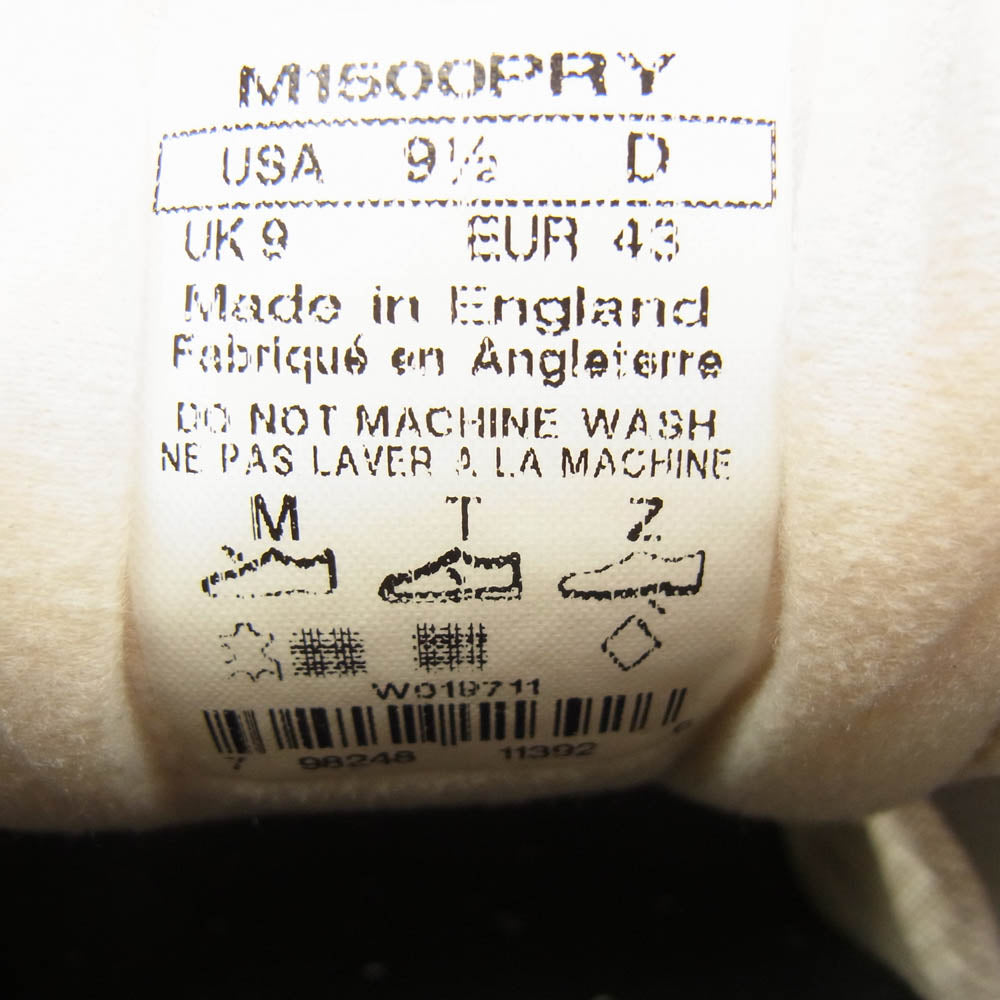 M1500PRY
USA 9½ D
UK 9 EUR 43
Made in England
Fabriqué en Angleterre
DO NOT MACHINE WASH
NE PAS LAVER A LA MACHINE
M T Z
W019711
7 98248 11392